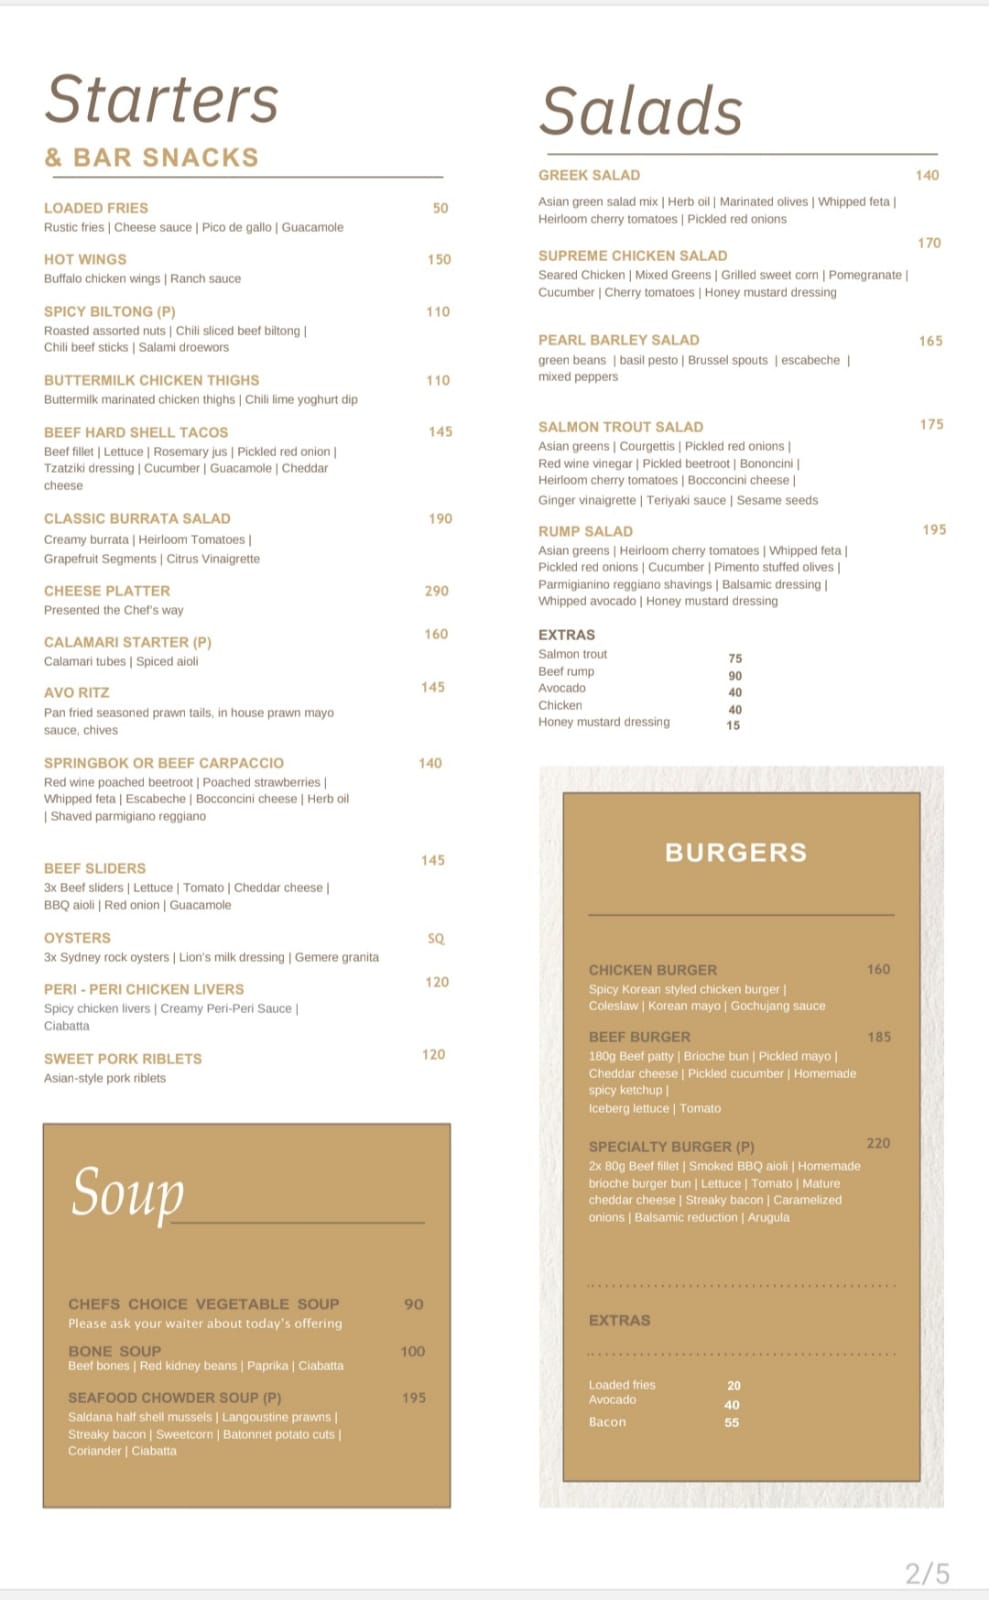 Starters
& BAR SNACKS
LOADED FRIES 50
Rustic fries | Cheese sauce | Pico de gallo | Guacamole
HOT WINGS 150
Buffalo chicken wings | Ranch sauce
SPICY BILTONG (P) 110
Roasted assorted nuts | Chili sliced beef biltong |
Chili beef sticks | Salami droewors
BUTTERMILK CHICKEN THIGHS 110
Buttermilk marinated chicken thighs | Chili lime yoghurt dip
BEEF HARD SHELL TACOS 145
Beef fillet | Lettuce | Rosemary jus | Pickled red onion |
Tzatziki dressing | Cucumber | Guacamole | Cheddar
cheese
CLASSIC BURRATA SALAD 190
Creamy burrata | Heirloom Tomatoes |
Grapefruit Segments | Citrus Vinaigrette
CHEESE PLATTER 290
Presented the Chef's way
CALAMARI STARTER (P) 160
Calamari tubes | Spiced aioli
AVO RITZ 145
Pan fried seasoned prawn tails, in house prawn mayo
sauce, chives
SPRINGBOK OR BEEF CARPACCIO 140
Red wine poached beetroot | Poached strawberries |
Whipped feta | Escabeche | Bocconcini cheese | Herb oil
| Shaved parmigiano reggiano
BEEF SLIDERS 145
3x Beef sliders | Lettuce | Tomato | Cheddar cheese |
BBQ aioli | Red onion | Guacamole
OYSTERS SQ
3x Sydney rock oysters | Lion's milk dressing | Gemere granita
PERI - PERI CHICKEN LIVERS 120
Spicy chicken livers | Creamy Peri-Peri Sauce |
Ciabatta
SWEET PORK RIBLETS 120
Asian-style pork riblets
Soup
CHEFS CHOICE VEGETABLE SOUP 90
Please ask your waiter about today's offering
BONE SOUP 100
Beef bones | Red kidney beans | Paprika | Ciabatta
SEAFOOD CHOWDER SOUP (P) 195
Saldana half shell mussels | Langoustine prawns |
Streaky bacon | Sweetcorn | Batonnet potato cuts |
Coriander | Ciabatta
Salads
GREEK SALAD 140
Asian green salad mix | Herb oil | Marinated olives | Whipped feta |
Heirloom cherry tomatoes | Pickled red onions
SUPREME CHICKEN SALAD 170
Seared Chicken | Mixed Greens | Grilled sweet corn | Pomegranate |
Cucumber | Cherry tomatoes | Honey mustard dressing
PEARL BARLEY SALAD 165
green beans | basil pesto | Brussel spouts | escabeche |
mixed peppers
SALMON TROUT SALAD 175
Asian greens | Courgettis | Pickled red onions |
Red wine vinegar | Pickled beetroot | Bononcini |
Heirloom cherry tomatoes | Bocconcini cheese |
Ginger vinaigrette | Teriyaki sauce | Sesame seeds
RUMP SALAD 195
Asian greens | Heirloom cherry tomatoes | Whipped feta |
Pickled red onions | Cucumber | Pimento stuffed olives |
Parmigianino reggiano shavings | Balsamic dressing |
Whipped avocado | Honey mustard dressing
EXTRAS
Salmon trout 75
Beef rump 90
Avocado 40
Chicken 40
Honey mustard dressing 15
BURGERS
CHICKEN BURGER 160
Spicy Korean styled chicken burger |
Coleslaw | Korean mayo | Gochujang sauce
BEEF BURGER 185
180g Beef patty | Brioche bun | Pickled mayo |
Cheddar cheese | Pickled cucumber | Homemade
spicy ketchup |
Iceberg lettuce | Tomato
SPECIALTY BURGER (P) 220
2x 80g Beef fillet | Smoked BBQ aioli | Homemade
brioche burger bun | Lettuce | Tomato | Mature
cheddar cheese | Streaky bacon | Caramelized
onions | Balsamic reduction | Arugula
EXTRAS
Loaded fries 20
Avocado 40
Bacon 55
2/5